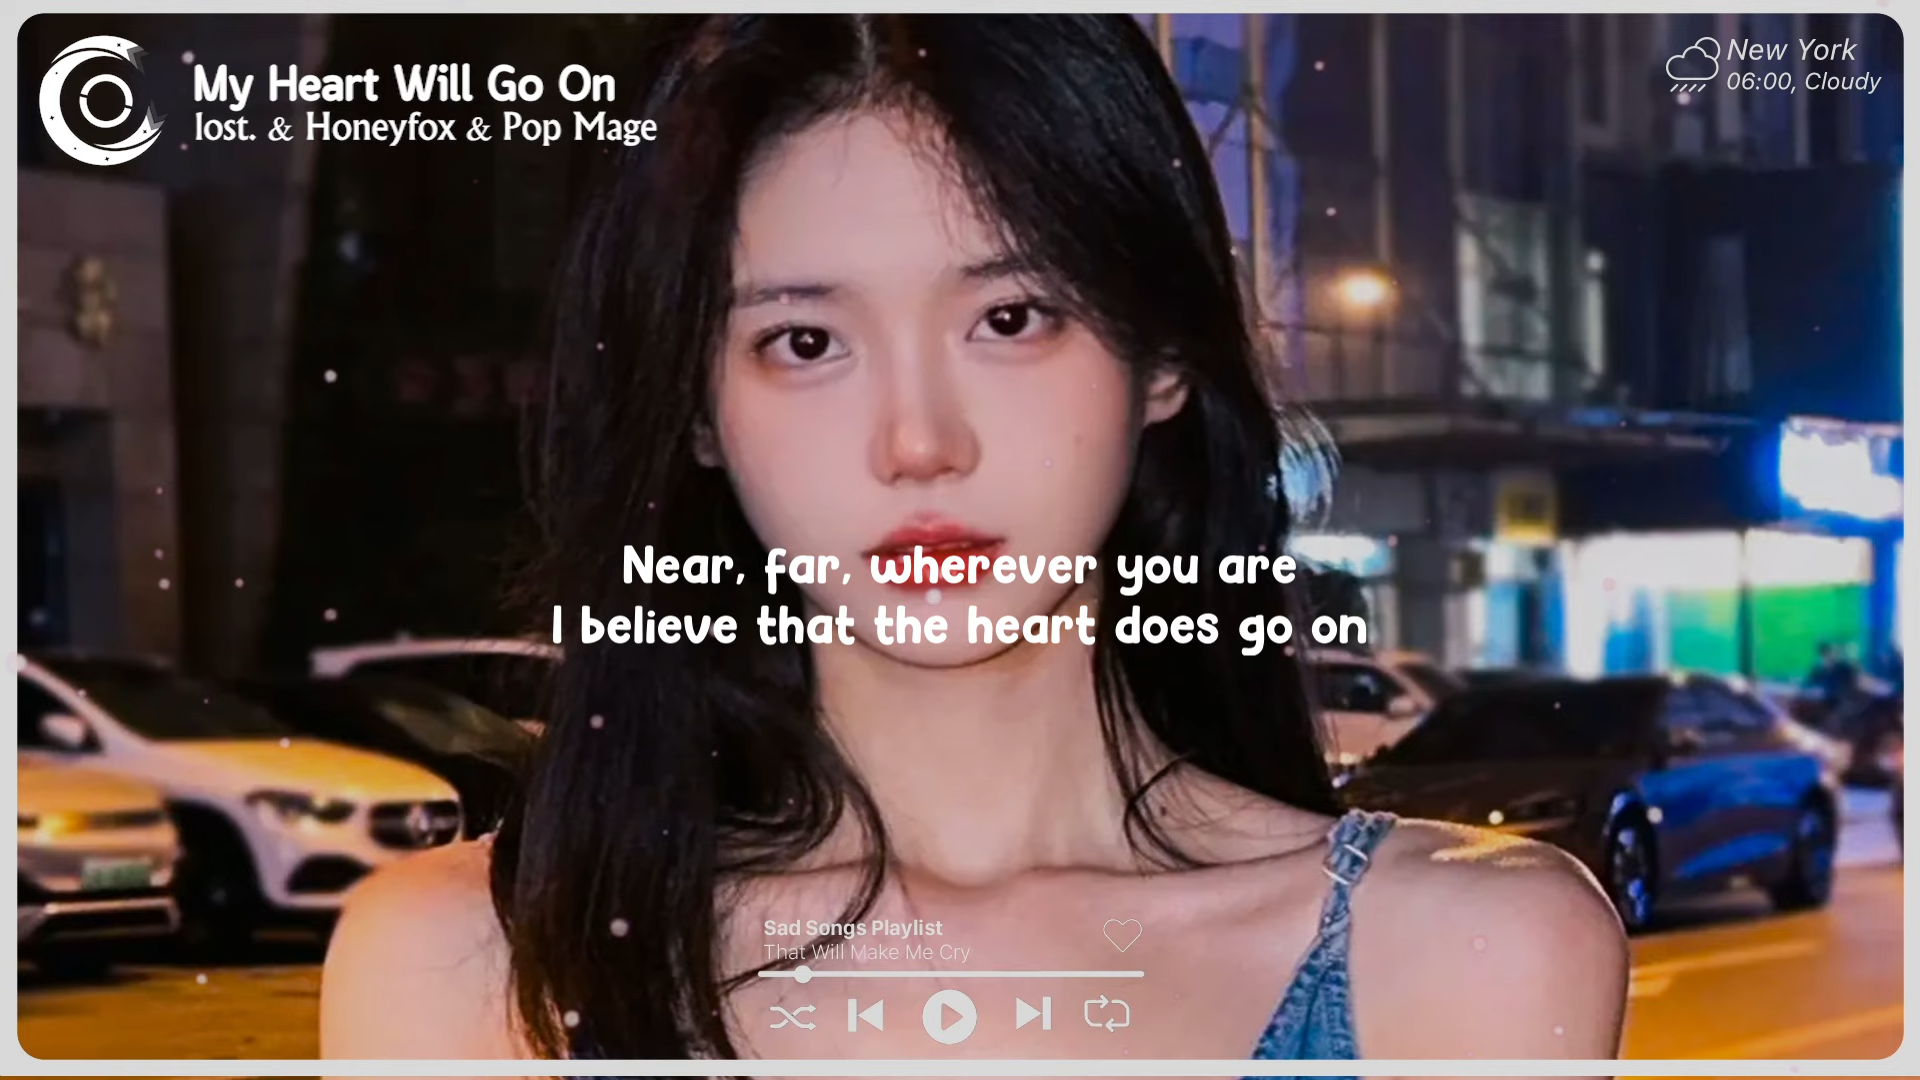 My Heart Will Go On
lost. & Honeyfox & Pop Mage
New York
06:00, Cloudy
Near, far, wherever you are
I believe that the heart does go on
Sad Songs Playlist
That Will Make Me Cry